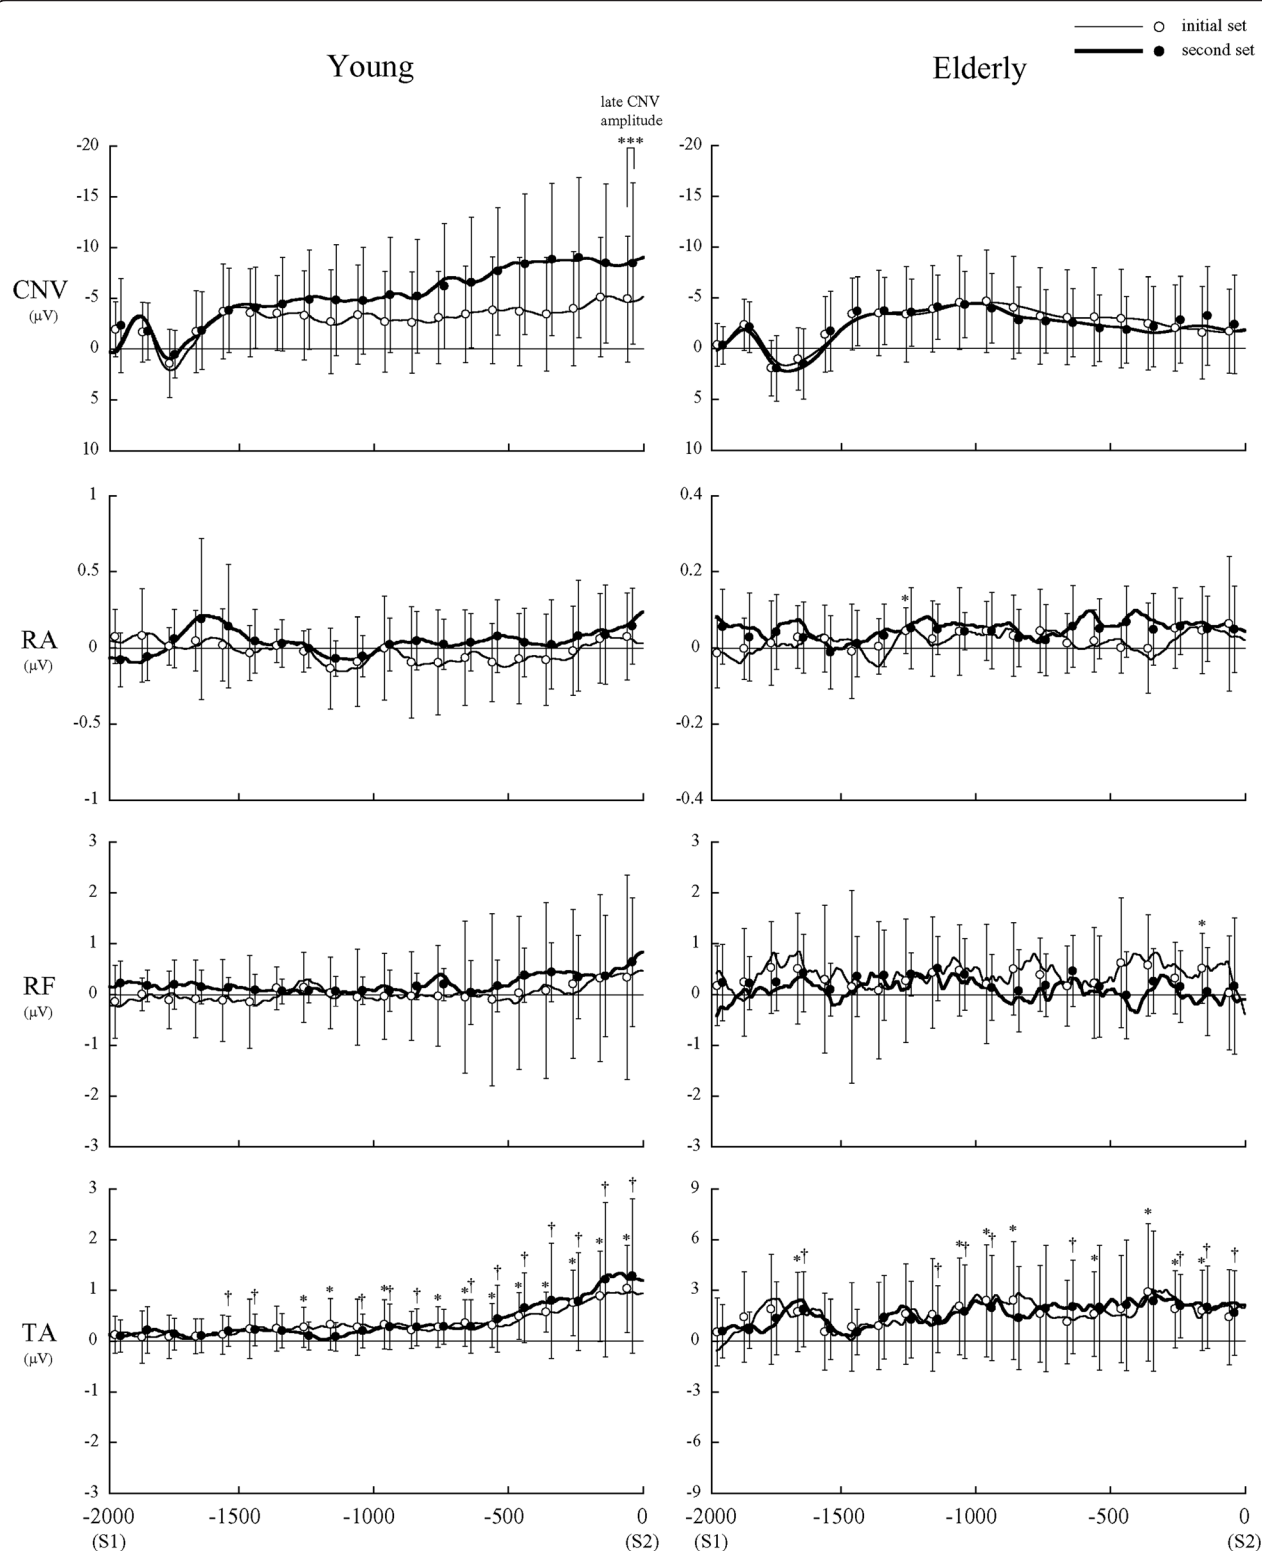 initial set
second set
Young
Elderly
late CNV
amplitude
***
-20
-15
-10
-5
0
5
10
CNV
(μV)
-20
-15
-10
-5
0
5
10
1
0.5
0
-0.5
-1
RA
(μV)
0.4
0.2
0
-0.2
-0.4
*
3
2
1
0
-1
-2
-3
RF
(μV)
3
2
1
0
-1
-2
-3
*
3
2
1
0
-1
-2
-3
TA
(μV)
† † * * † *† † * *† * † * † * † * † * † * †
9
6
3
0
-3
-6
-9
* † † * † * † * † * * * † * † †
-2000 -1500 -1000 -500 0
(S1) (S2)
-2000 -1500 -1000 -500 0
(S1) (S2)